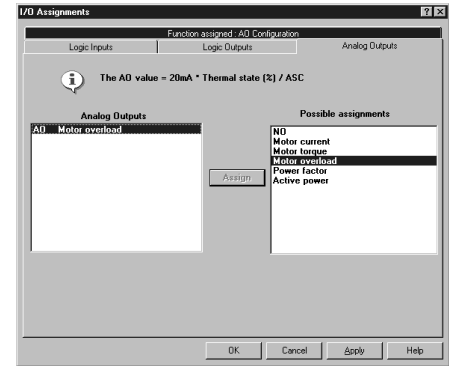 I/O Assignments
Function assigned : AO Configuration
Logic Inputs Logic Outputs Analog Outputs
The AO value = 20mA * Thermal state (%) / ASC
Analog Outputs
AO Motor overload
Assign
Possible assignments
NO
Motor current
Motor torque
Motor overload
Power factor
Active power
OK Cancel Apply Help